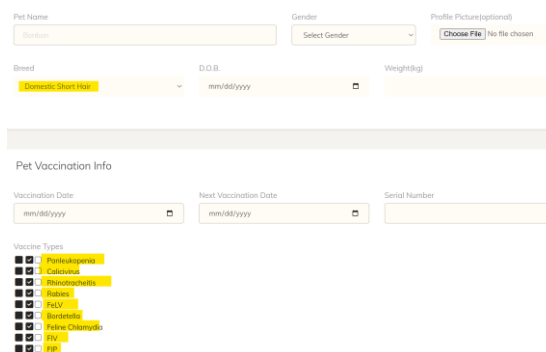 Pet Name Gender Profile Picture(optional)
Bonbon Select Gender Choose File No file chosen
Breed D.O.B. Weight(kg)
Domestic Short Hair mm/dd/yyyy
Pet Vaccination Info
Vaccination Date Next Vaccination Date Serial Number
mm/dd/yyyy mm/dd/yyyy
Vaccine Types
Panleukopenia
Calicivirus
Rhinotracheitis
Rabies
FeLV
Bordetella
Feline Chlamydia
FIV
FIP